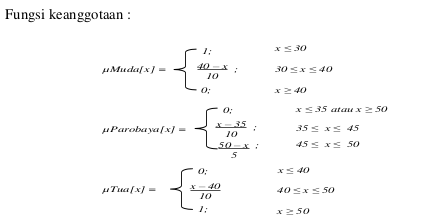 Fungsi keanggotaan :
1; x ≤ 30
μMuda[x] = { 40 − x / 10 ; 30 ≤ x ≤ 40
0; x ≥ 40
0; x ≤ 35 atau x ≥ 50
μParobaya[x] = { x − 35 / 10 ; 35 ≤ x ≤ 45
50 − x / 5 ; 45 ≤ x ≤ 50
0; x ≤ 40
μTua[x] = { x − 40 / 10 40 ≤ x ≤ 50
1; x ≥ 50